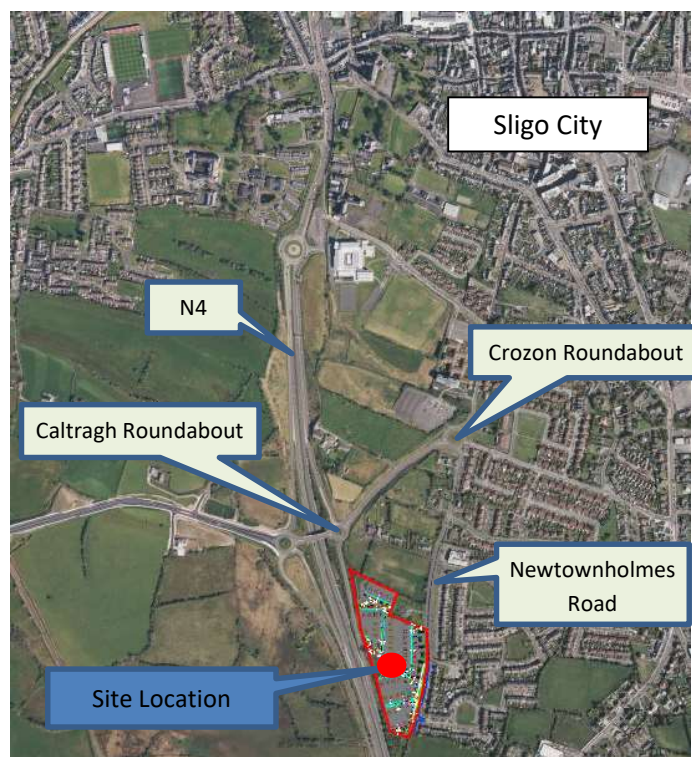 Sligo City
N4
Crozon Roundabout
Caltragh Roundabout
Newtownholmes
Road
Site Location